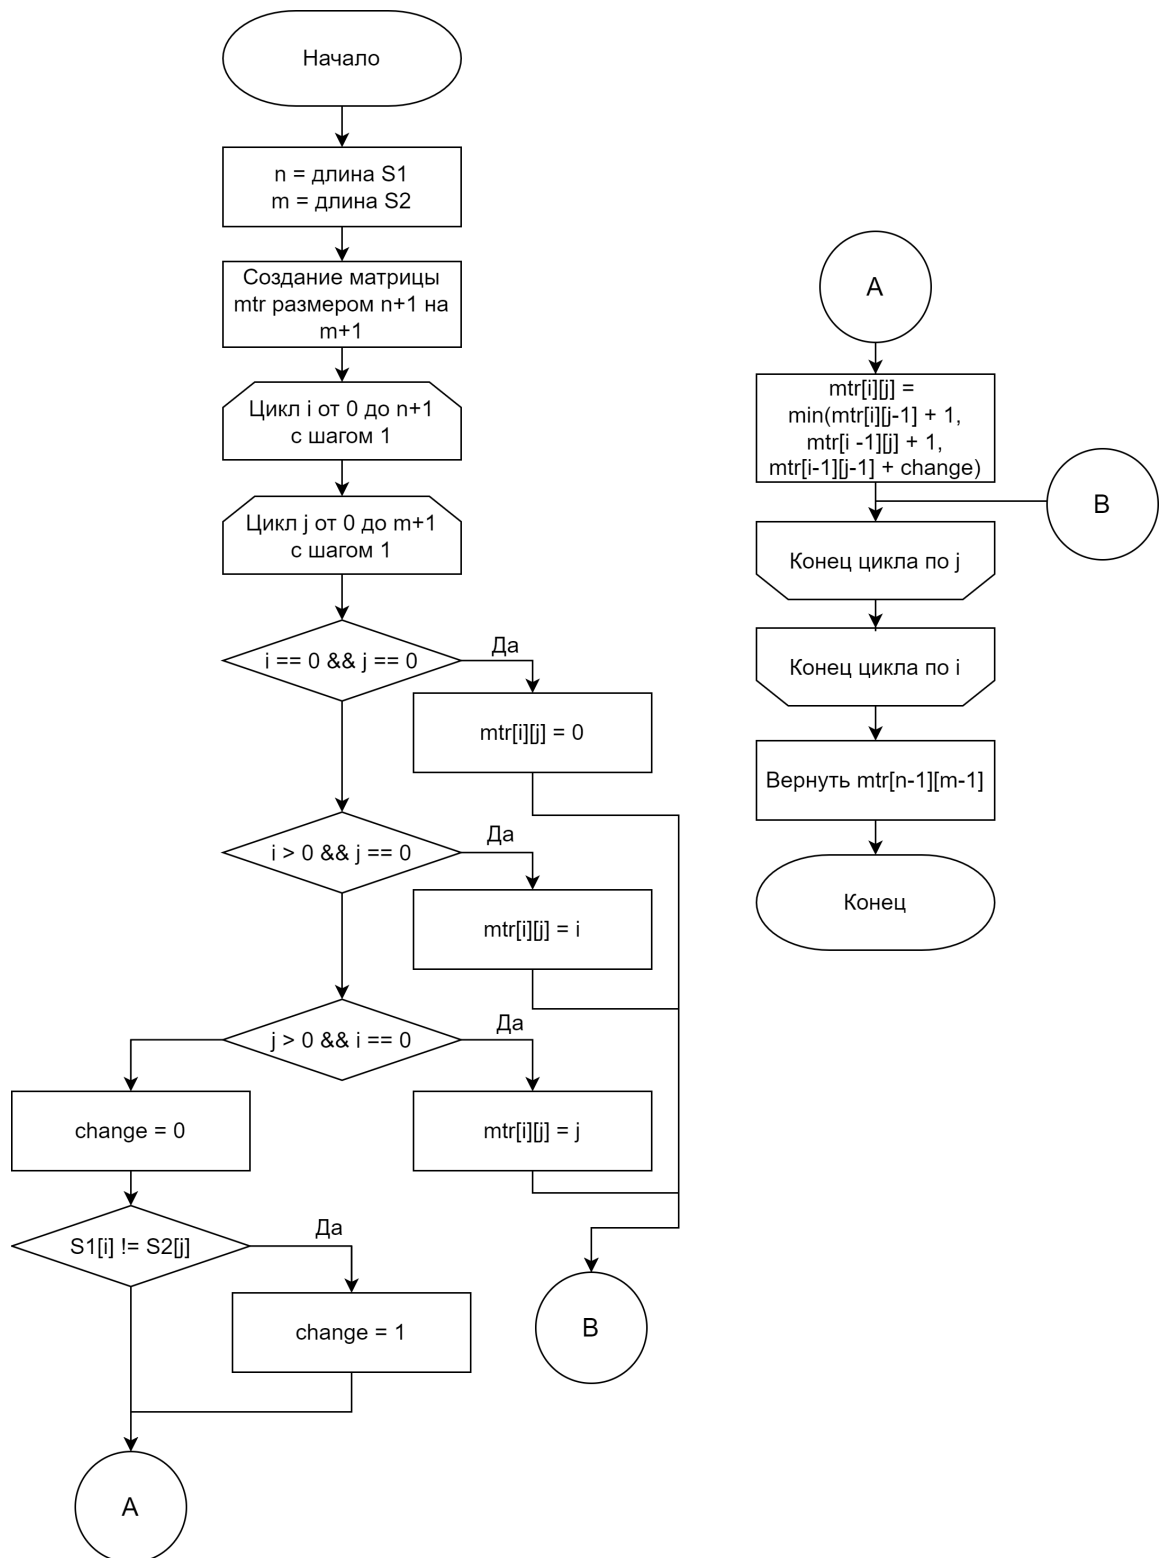 Начало
n = длина S1
m = длина S2
Создание матрицы
mtr размером n+1 на
m+1
Цикл i от 0 до n+1
с шагом 1
Цикл j от 0 до m+1
с шагом 1
i == 0 && j == 0
Да
mtr[i][j] = 0
i > 0 && j == 0
Да
mtr[i][j] = i
j > 0 && i == 0
Да
mtr[i][j] = j
change = 0
S1[i] != S2[j]
Да
change = 1
B
A
A
mtr[i][j] =
min(mtr[i][j-1] + 1,
mtr[i -1][j] + 1,
mtr[i-1][j-1] + change)
B
Конец цикла по j
Конец цикла по i
Вернуть mtr[n-1][m-1]
Конец